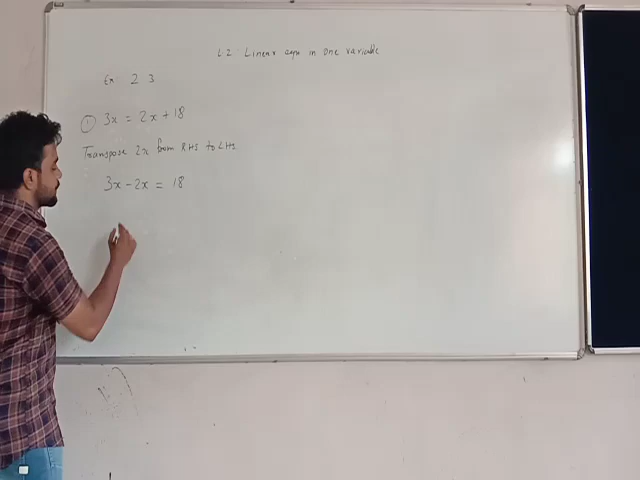 L.2 Linear eqn in one variable
Ex 2 3
① 3x = 2x + 18
Transpose 2x from RHS to LHS
3x - 2x = 18